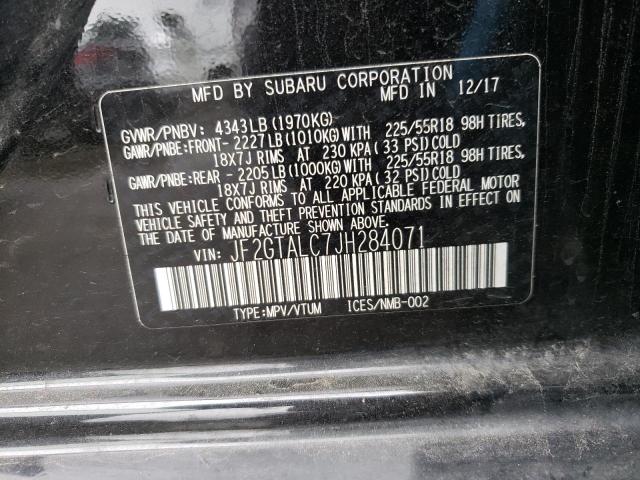 MFD BY SUBARU CORPORATION
MFD IN 12/17
GVWR/PNBV: 4343LB (1970KG)
GAWR/PNBE:FRONT- 2227LB (1010KG)WITH 225/55R18 98H TIRES,
18X7J RIMS AT 230 KPA (33 PSI) COLD
GAWR/PNBE:REAR - 2205LB (1000KG)WITH 225/55R18 98H TIRES,
18X7J RIMS AT 220 KPA (32 PSI) COLD
THIS VEHICLE CONFORMS TO ALL APPLICABLE FEDERAL MOTOR
VEHICLE SAFETY AND THEFT PREVENTION STANDARDS IN EFFECT ON
THE DATE OF MANUFACTURE SHOWN ABOVE.
VIN: JF2GTALC7JH284071
TYPE:MPV/VTUM ICES/NMB-002